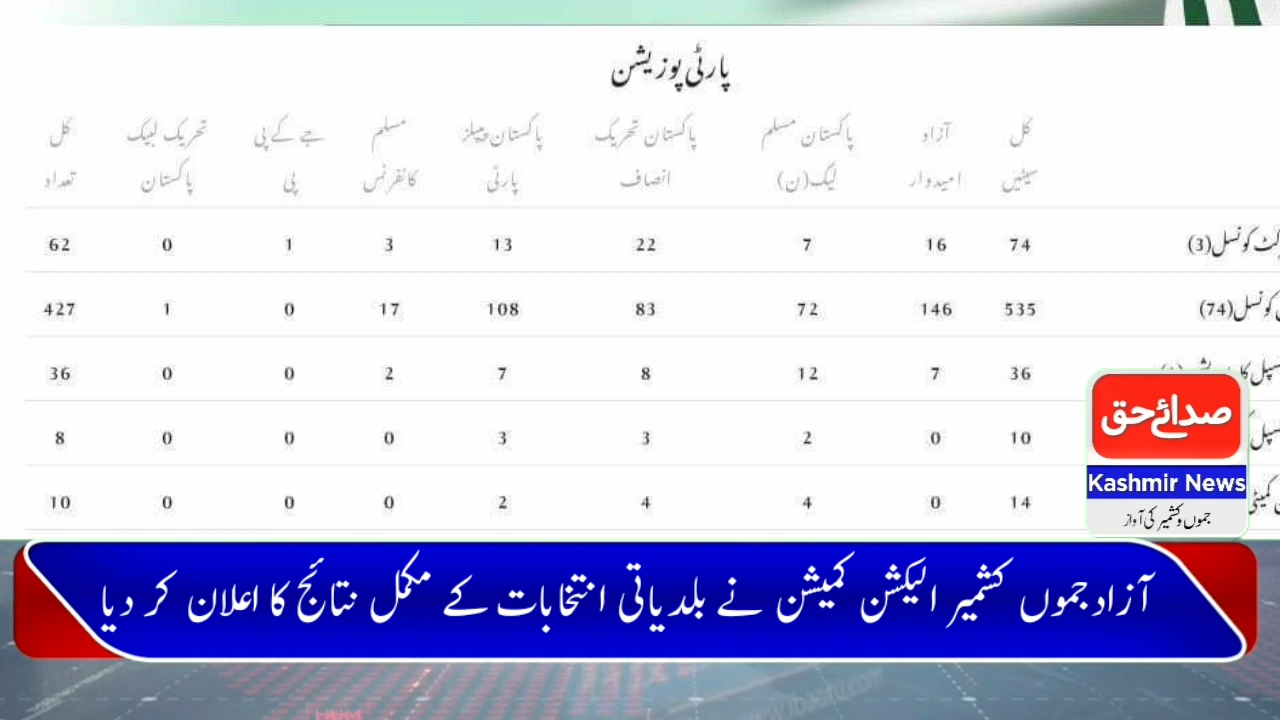 پارٹی پوزیشن
کل سیٹیں آزاد امیدوار پاکستان مسلم لیگ(ن) پاکستان تحریک انصاف پاکستان پیپلز پارٹی مسلم کانفرنس جے کے پی پی تحریک لبیک پاکستان کل تعداد
کونسل(3) 74 16 7 22 13 3 1 0 62
کونسل(74) 535 146 72 83 108 17 0 1 427
36 7 12 8 7 2 0 0 36
10 0 2 3 3 0 0 0 8
14 0 4 4 2 0 0 0 10
صدائے حق
Kashmir News
جموں و کشمیر کی آواز
آزاد جموں کشمیر الیکشن کمیشن نے بلدیاتی انتخابات کے مکمل نتائج کا اعلان کر دیا